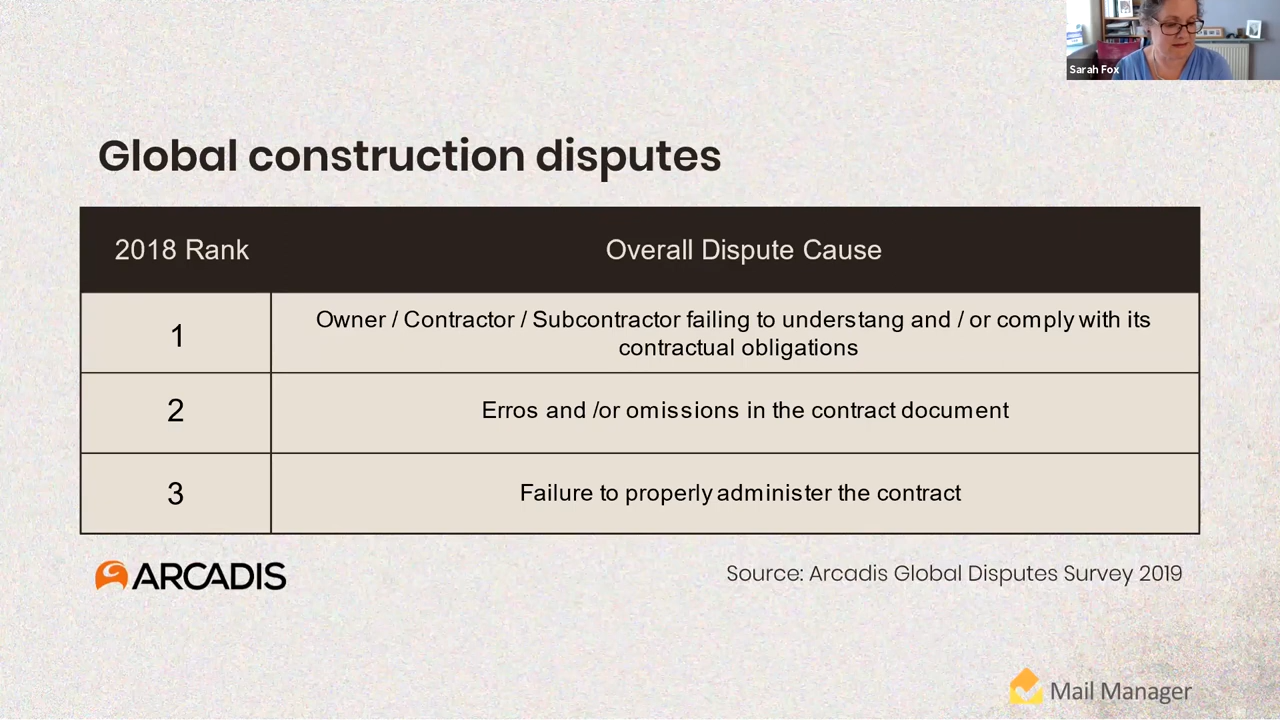 Sarah Fox
Global construction disputes
2018 Rank
Overall Dispute Cause
1
Owner / Contractor / Subcontractor failing to understang and / or comply with its
contractual obligations
2
Erros and /or omissions in the contract document
3
Failure to properly administer the contract
ARCADIS
Source: Arcadis Global Disputes Survey 2019
Mail Manager